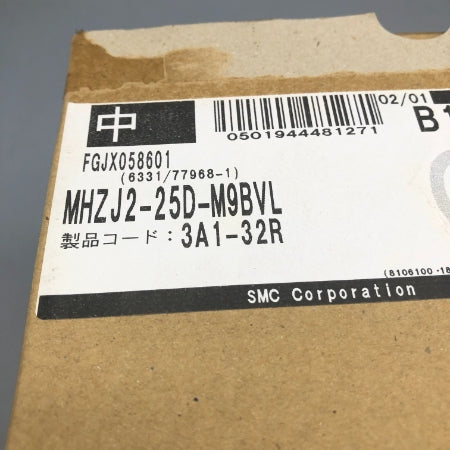 中
0501944481271
02/01
FGJX058601
(6331/77968-1)
MHZJ2-25D-M9BVL
製品コード：3A1-32R
SMC Corporation